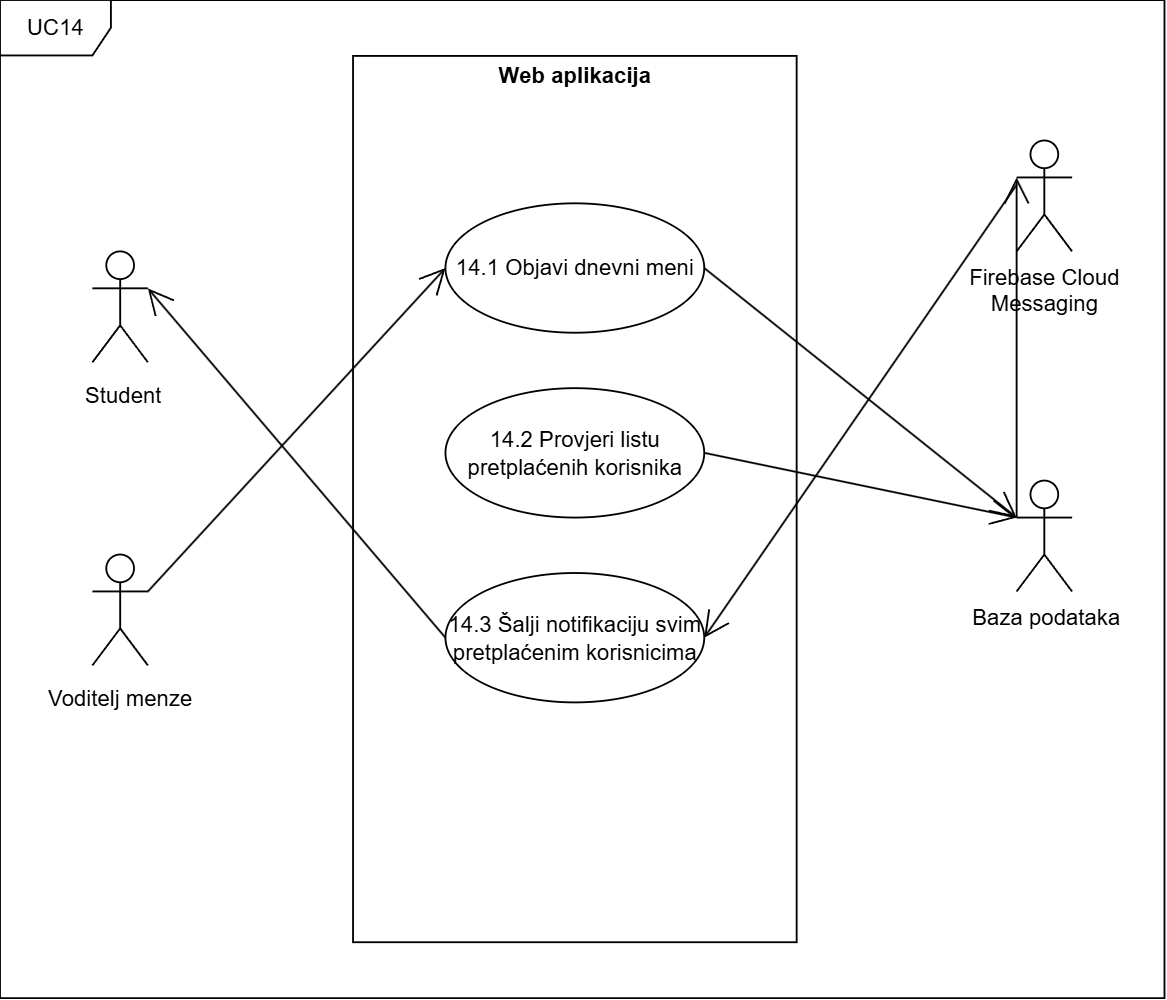 UC14
Web aplikacija
14.1 Objavi dnevni meni
Firebase Cloud
Messaging
Student
14.2 Provjeri listu
pretplaćenih korisnika
14.3 Šalji notifikaciju svim
pretplaćenim korisnicima
Baza podataka
Voditelj menze